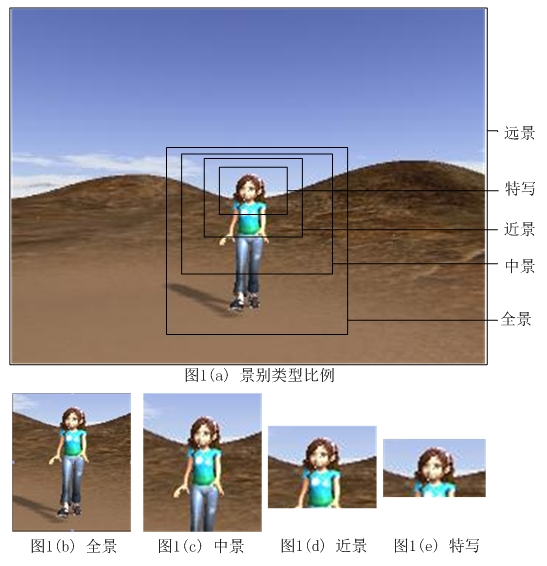 远景
特写
近景
中景
全景
图1(a) 景别类型比例
图1(b) 全景
图1(c) 中景
图1(d) 近景
图1(e) 特写